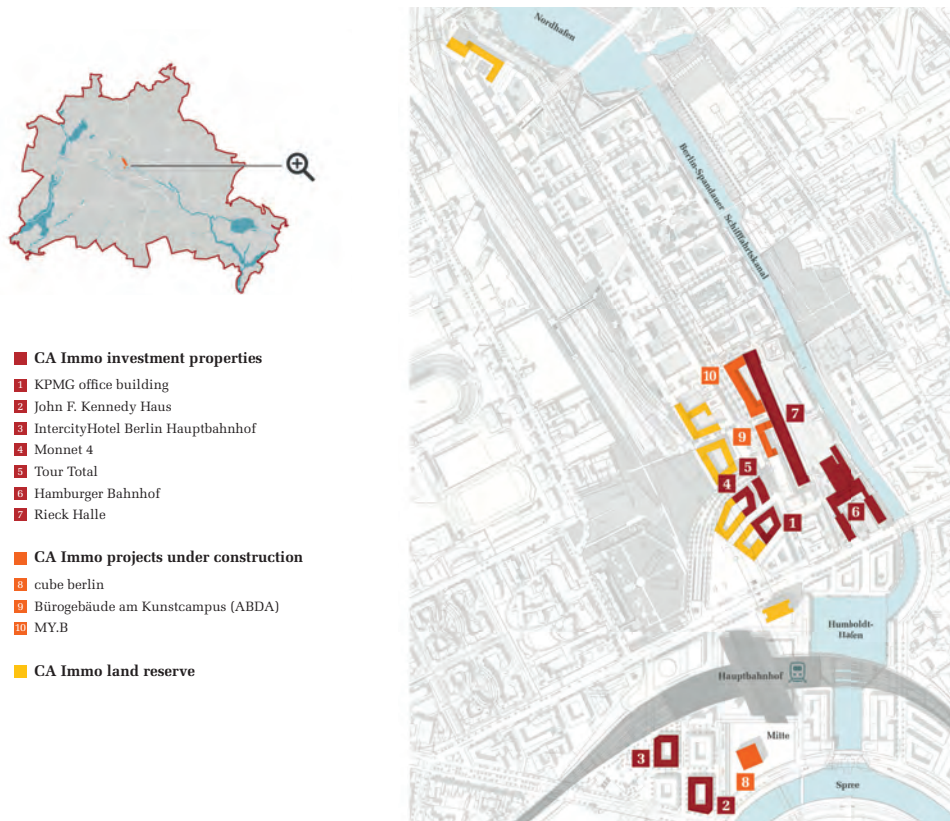 CA Immo investment properties
1 KPMG office building
2 John F. Kennedy Haus
3 IntercityHotel Berlin Hauptbahnhof
4 Monnet 4
5 Tour Total
6 Hamburger Bahnhof
7 Rieck Halle
CA Immo projects under construction
8 cube berlin
9 Bürogebäude am Kunstcampus (ABDA)
10 MY.B
CA Immo land reserve
Nordhafen
Berlin-Spandauer Schifffahrtskanal
10
7
9
5
4
1
6
Humboldt-
Hafen
Hauptbahnhof
Mitte
3
8
2
Spree